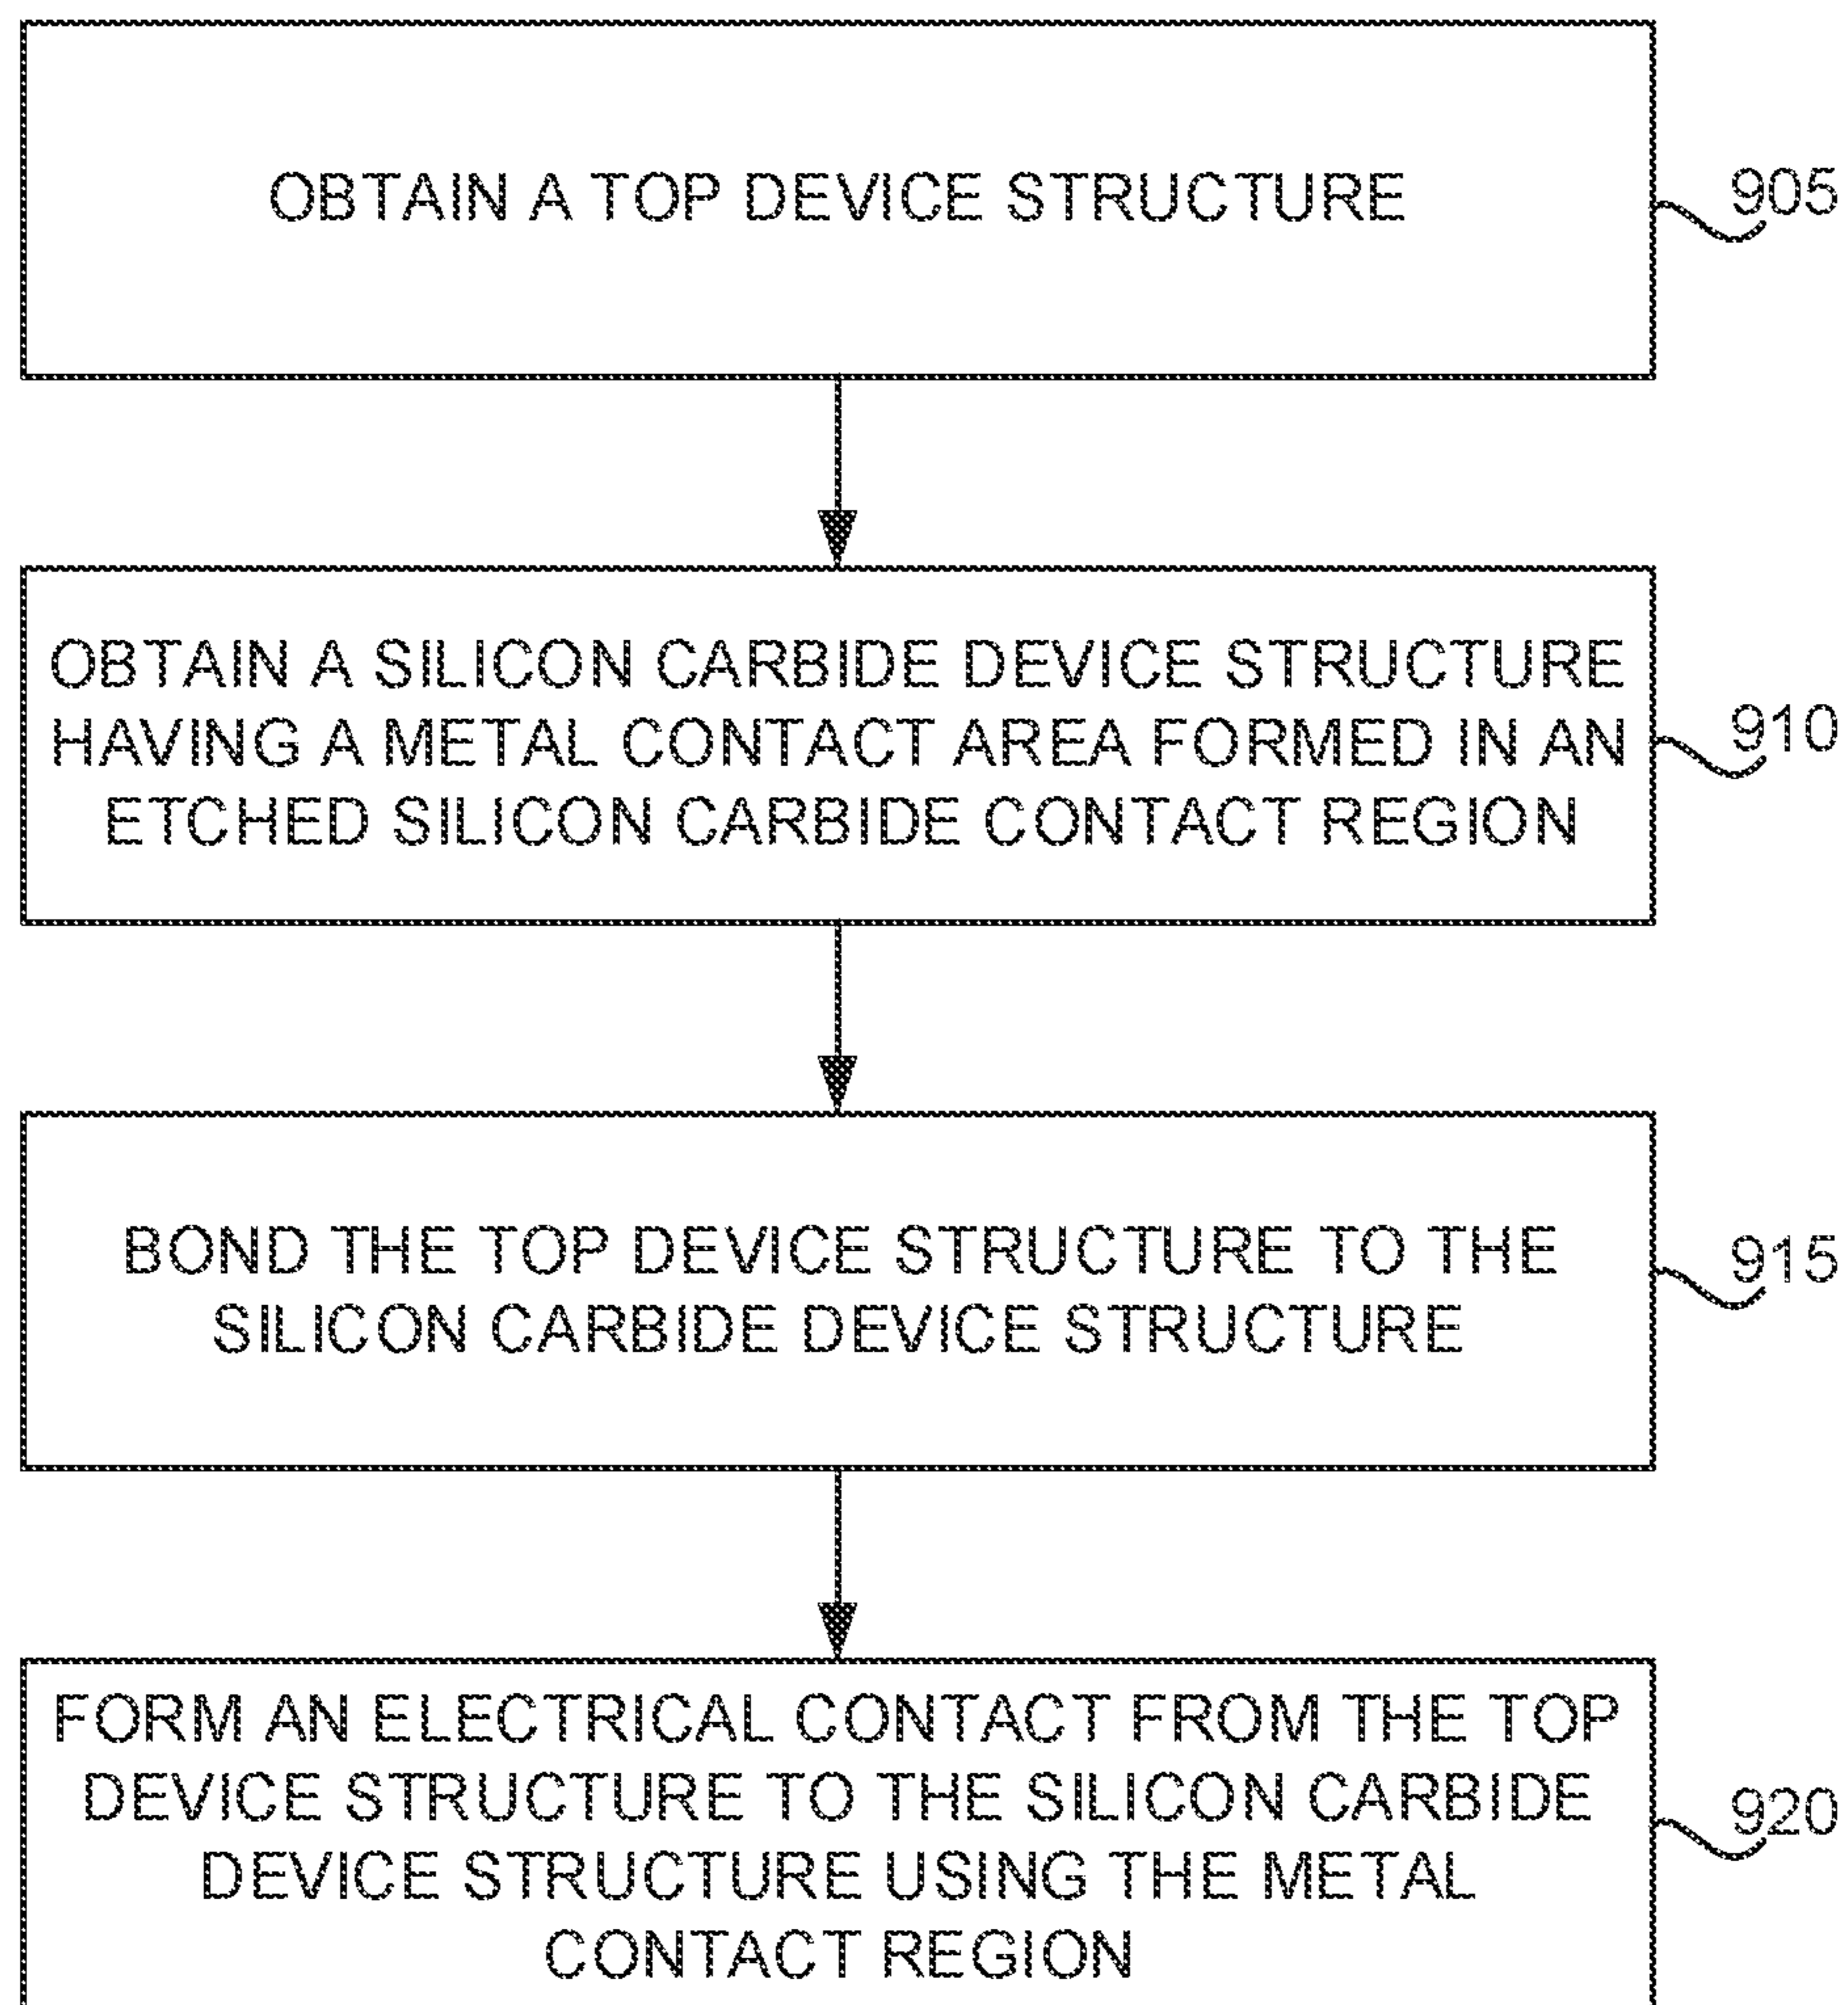 OBTAIN A TOP DEVICE STRUCTURE
905
OBTAIN A SILICON CARBIDE DEVICE STRUCTURE
HAVING A METAL CONTACT AREA FORMED IN AN
ETCHED SILICON CARBIDE CONTACT REGION
910
BOND THE TOP DEVICE STRUCTURE TO THE
SILICON CARBIDE DEVICE STRUCTURE
915
FORM AN ELECTRICAL CONTACT FROM THE TOP
DEVICE STRUCTURE TO THE SILICON CARBIDE
DEVICE STRUCTURE USING THE METAL
CONTACT REGION
920